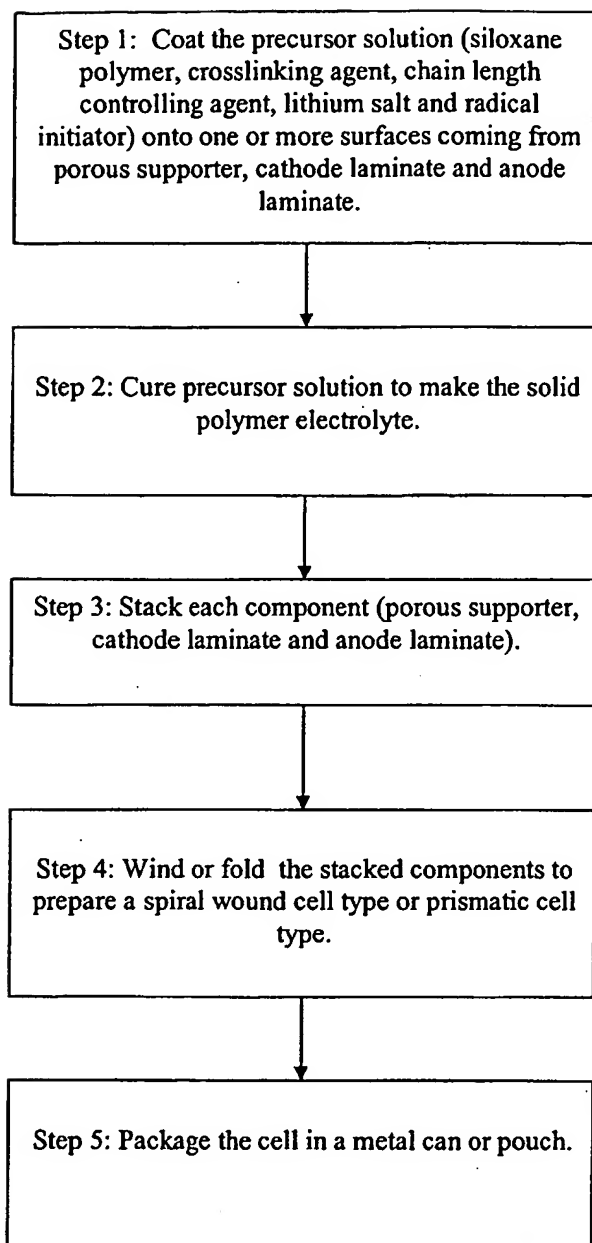 Step 1: Coat the precursor solution (siloxane
polymer, crosslinking agent, chain length
controlling agent, lithium salt and radical
initiator) onto one or more surfaces coming from
porous supporter, cathode laminate and anode
laminate.
Step 2: Cure precursor solution to make the solid
polymer electrolyte.
Step 3: Stack each component (porous supporter,
cathode laminate and anode laminate).
Step 4: Wind or fold the stacked components to
prepare a spiral wound cell type or prismatic cell
type.
Step 5: Package the cell in a metal can or pouch.